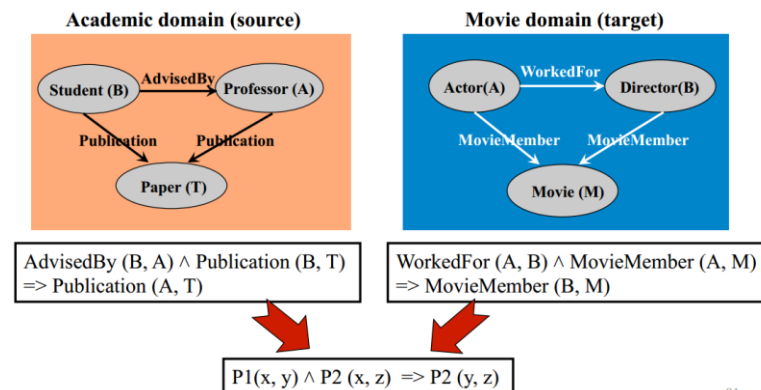 Academic domain (source)
Movie domain (target)
AdvisedBy
Student (B)
Professor (A)
Publication
Publication
Paper (T)
WorkedFor
Actor(A)
Director(B)
MovieMember
MovieMember
Movie (M)
AdvisedBy (B, A) ˄ Publication (B, T)
=> Publication (A, T)
WorkedFor (A, B) ˄ MovieMember (A, M)
=> MovieMember (B, M)
P1(x, y) ˄ P2 (x, z) => P2 (y, z)